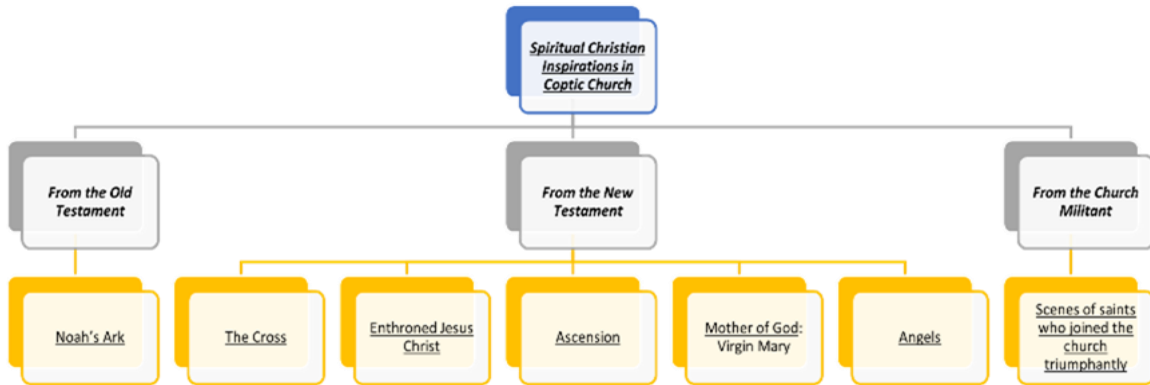 Spiritual Christian
Inspirations in
Coptic Church
From the Old
Testament
From the New
Testament
From the Church
Militant
Noah's Ark
The Cross
Enthroned Jesus
Christ
Ascension
Mother of God:
Virgin Mary
Angels
Scenes of saints
who joined the
church
triumphantly